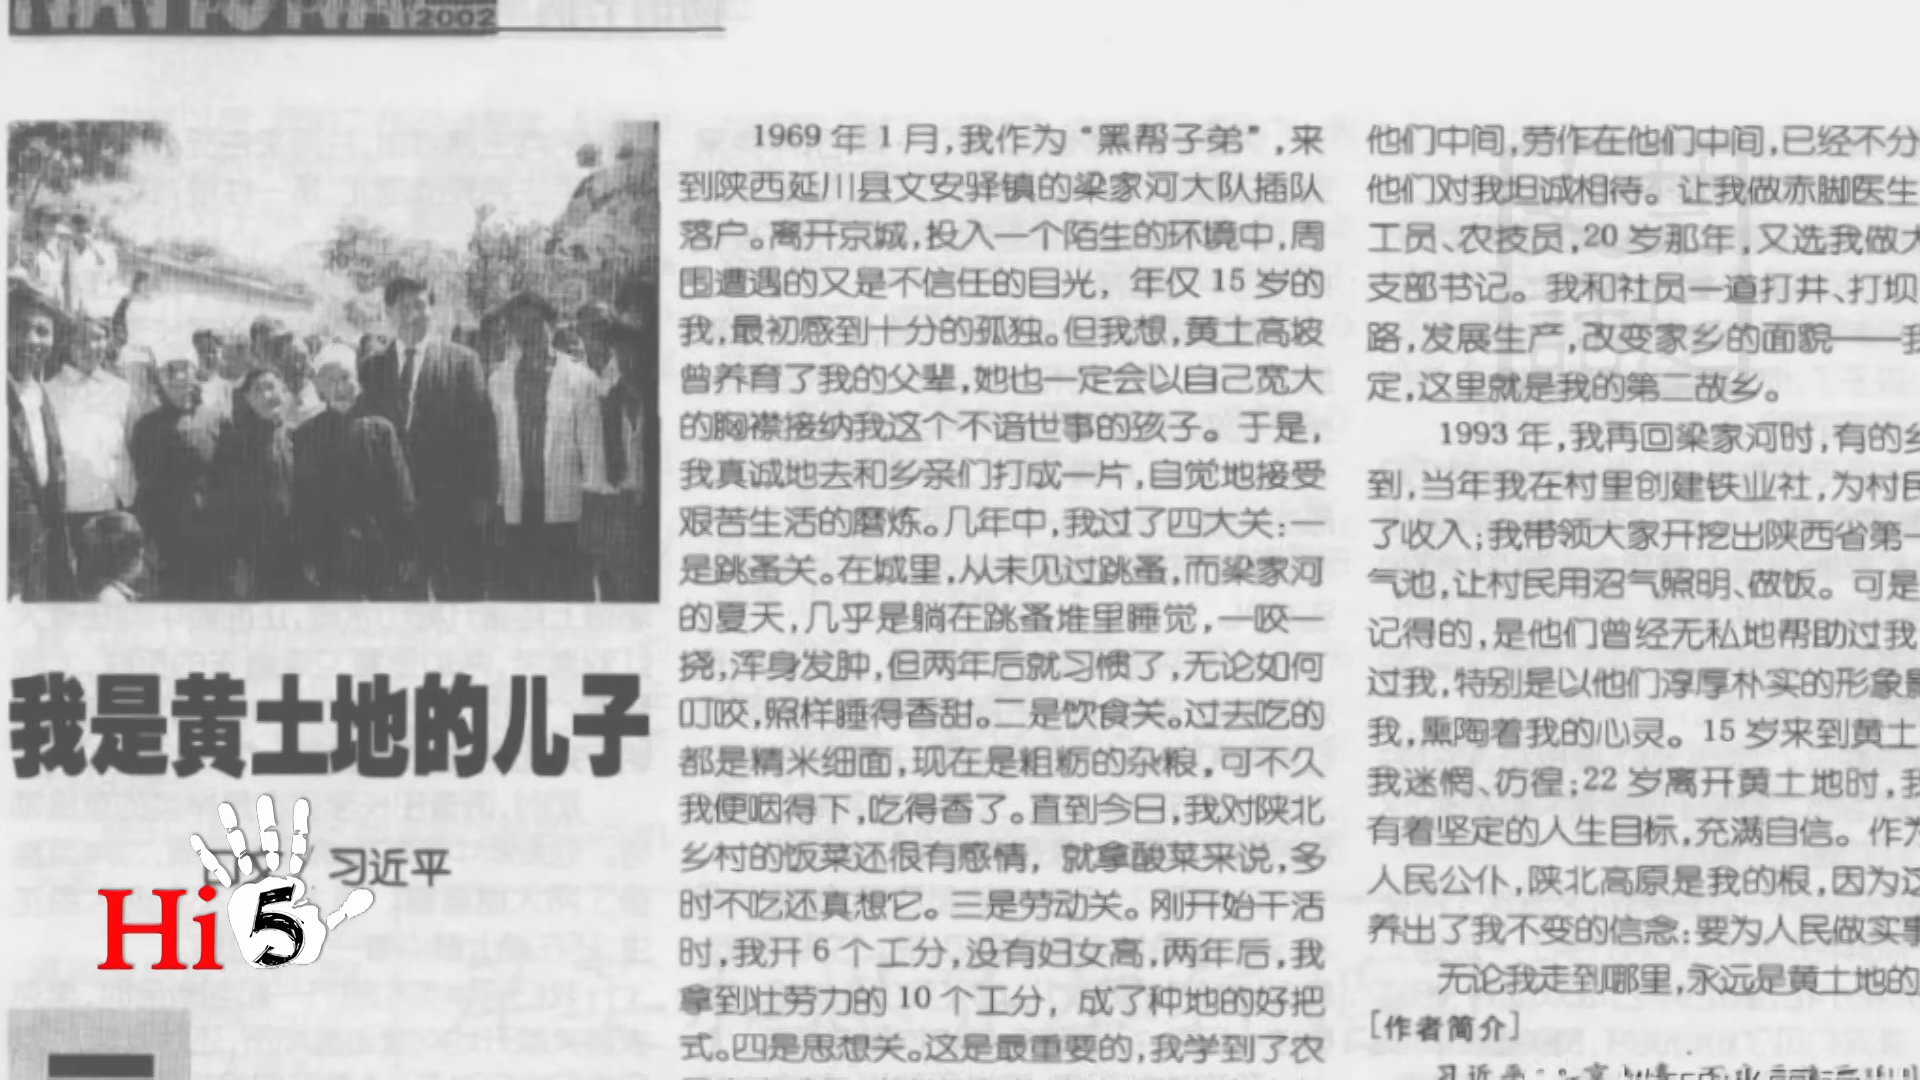 NATIONAL
2002
我是黄土地的儿子
习近平
Hi
5
1969 年 1 月,我作为“黑帮子弟”,来
到陕西延川县文安驿镇的梁家河大队插队
落户。离开京城,投入一个陌生的环境中,周
围遭遇的又是不信任的目光, 年仅 15 岁的
我,最初感到十分的孤独。但我想,黄土高坡
曾养育了我的父辈,她也一定会以自己宽大
的胸襟接纳我这个不谙世事的孩子。于是,
我真诚地去和乡亲们打成一片,自觉地接受
艰苦生活的磨炼。几年中,我过了四大关:一
是跳蚤关。在城里,从未见过跳蚤,而梁家河
的夏天,几乎是躺在跳蚤堆里睡觉,一咬一
挠,浑身发肿,但两年后就习惯了,无论如何
叮咬,照样睡得香甜。二是饮食关。过去吃的
都是精米细面,现在是粗粝的杂粮,可不久
我便咽得下,吃得香了。直到今日,我对陕北
乡村的饭菜还很有感情, 就拿酸菜来说,多
时不吃还真想它。三是劳动关。刚开始干活
时,我开 6 个工分,没有妇女高,两年后,我
拿到壮劳力的 10 个工分, 成了种地的好把
式。四是思想关。这是最重要的,我学到了农
他们中间,劳作在他们中间,已经不分
他们对我坦诚相待。让我做赤脚医生
工员、农技员,20 岁那年,又选我做大
支部书记。我和社员一道打井、打坝
路,发展生产,改变家乡的面貌——我
定,这里就是我的第二故乡。
1993 年,我再回梁家河时,有的乡
到,当年我在村里创建铁业社,为村民
了收入;我带领大家开挖出陕西省第一
气池,让村民用沼气照明、做饭。可是
记得的,是他们曾经无私地帮助过我
过我,特别是以他们淳厚朴实的形象影
我,熏陶着我的心灵。15 岁来到黄土
我迷惘、彷徨;22 岁离开黄土地时,我
有着坚定的人生目标,充满自信。作为
人民公仆,陕北高原是我的根,因为这
养出了我不变的信念:要为人民做实事
无论我走到哪里,永远是黄土地的
[作者简介]